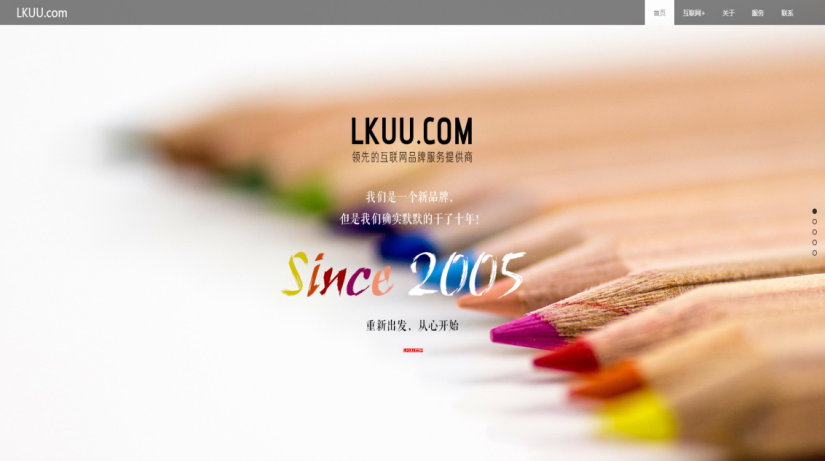 LKUU.com
首页 互联网+ 关于 服务 联系
LKUU.COM
领先的互联网品牌服务提供商
我们是一个新品牌,
但是我们确实默默的干了十年!
Since 2005
重新出发，从心开始